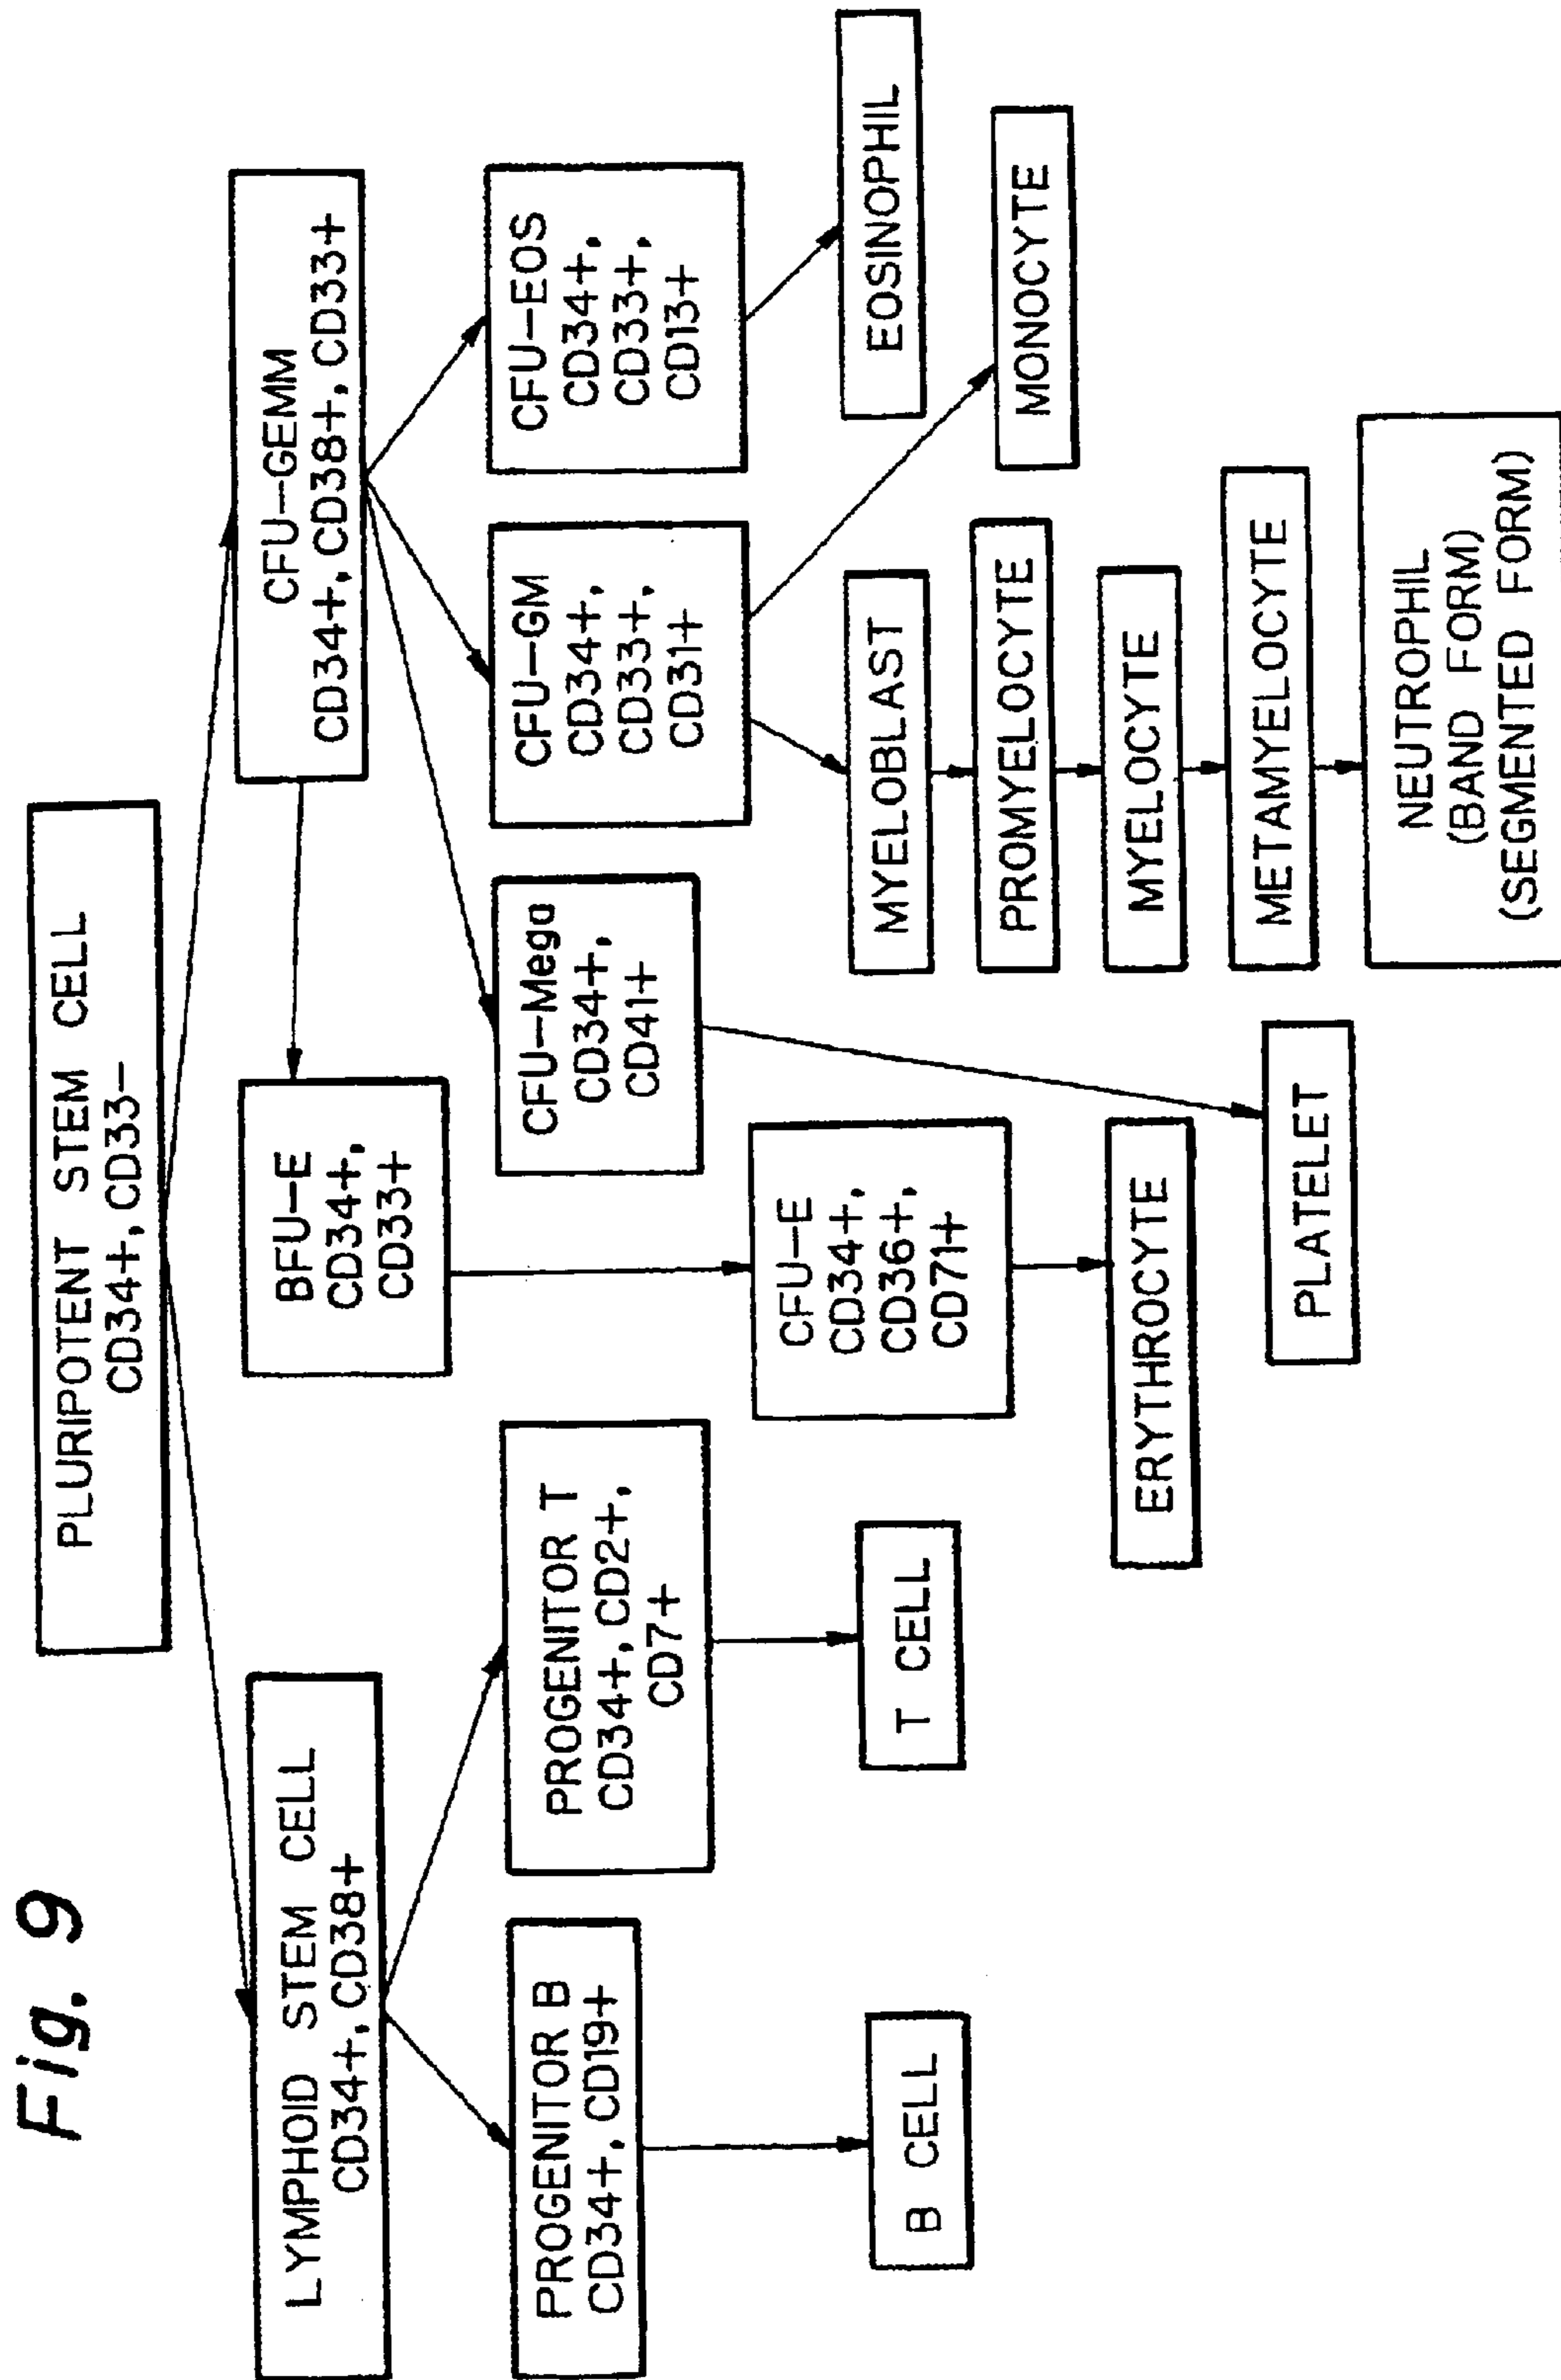 Fig. 9
PLURIPOTENT STEM CELL
CD34+, CD33-
LYMPHOID STEM CELL
CD34+, CD38+
BFU-E
CD34+,
CD33+
CFU-GEMM
CD34+, CD38+, CD33+
PROGENITOR B
CD34+, CD19+
PROGENITOR T
CD34+, CD2+,
CD7+
CFU-Mega
CD34+,
CD41+
CFU-GM
CD34+,
CD33+,
CD31+
CFU-EOS
CD34+,
CD33+,
CD13+
CFU-E
CD34+,
CD36+,
CD71+
B CELL
T CELL
MYELOBLAST
EOSINOPHIL
PROMYELOCYTE
MONOCYTE
ERYTHROCYTE
MYELOCYTE
PLATELET
METAMYELOCYTE
NEUTROPHIL
(BAND FORM)
(SEGMENTED FORM)